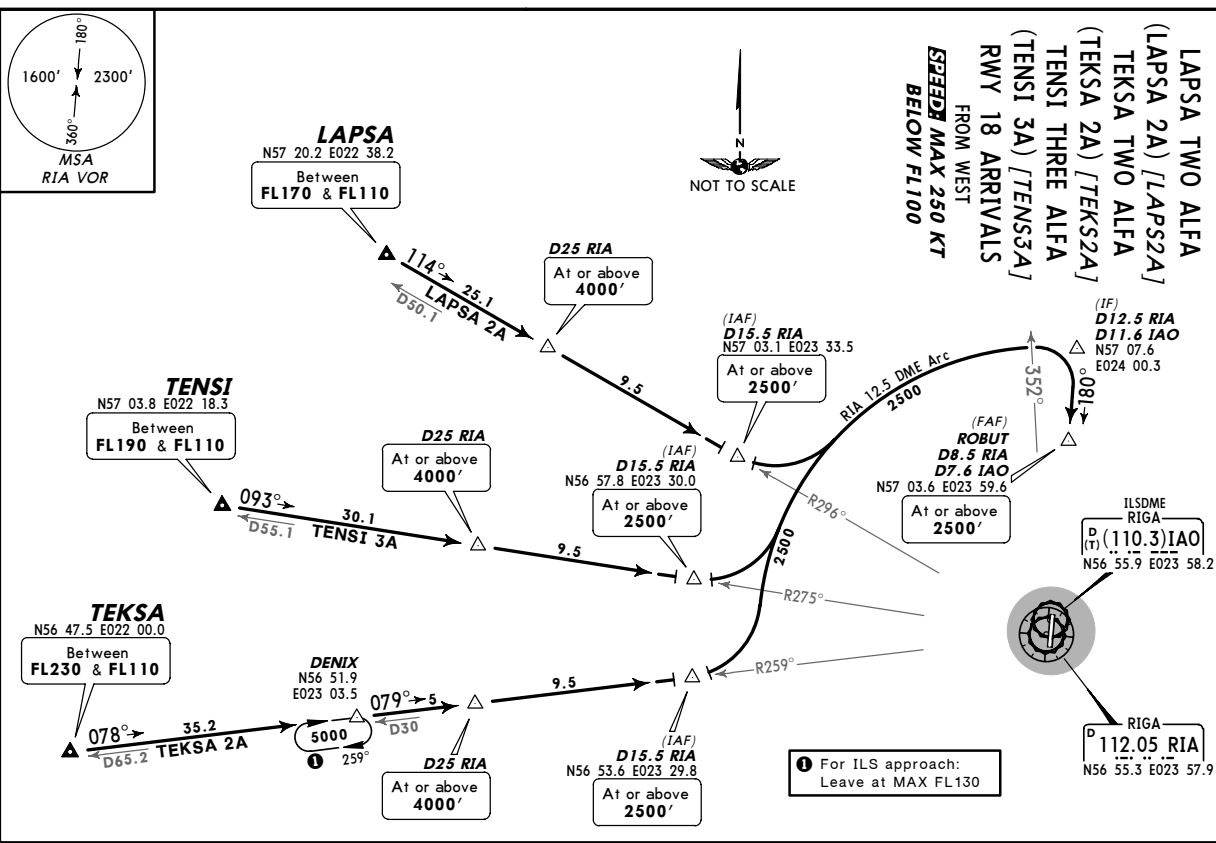 LAPSA TWO ALFA
(LAPSA 2A) [LAPS2A]
TEKSA TWO ALFA
(TEKSA 2A) [TEKS2A]
TENSI THREE ALFA
(TENSI 3A) [TENS3A]
RWY 18 ARRIVALS
FROM WEST
SPEED: MAX 250 KT
BELOW FL100
180°
1600' 2300'
360°
MSA
RIA VOR
N
NOT TO SCALE
LAPSA
N57 20.2 E022 38.2
Between
FL170 & FL110
114°
25.1
LAPSA 2A
D50.1
D25 RIA
At or above
4000'
9.5
(IAF)
D15.5 RIA
N57 03.1 E023 33.5
At or above
2500'
RIA 12.5 DME Arc
2500
352°
(IF)
D12.5 RIA
D11.6 IAO
N57 07.6
E024 00.3
180°
(FAF)
ROBUT
D8.5 RIA
D7.6 IAO
N57 03.6 E023 59.6
At or above
2500'
TENSI
N57 03.8 E022 18.3
Between
FL190 & FL110
093°
30.1
TENSI 3A
D55.1
D25 RIA
At or above
4000'
9.5
(IAF)
D15.5 RIA
N56 57.8 E023 30.0
At or above
2500'
2500
R296°
R275°
R259°
ILSDME
RIGA
D
(T) (110.3)IAO
N56 55.9 E023 58.2
RIGA
D 112.05 RIA
N56 55.3 E023 57.9
TEKSA
N56 47.5 E022 00.0
Between
FL230 & FL110
078°
35.2
TEKSA 2A
D65.2
DENIX
N56 51.9
E023 03.5
5000
1
259°
079°
5
D30
D25 RIA
At or above
4000'
9.5
(IAF)
D15.5 RIA
N56 53.6 E023 29.8
At or above
2500'
1 For ILS approach:
Leave at MAX FL130